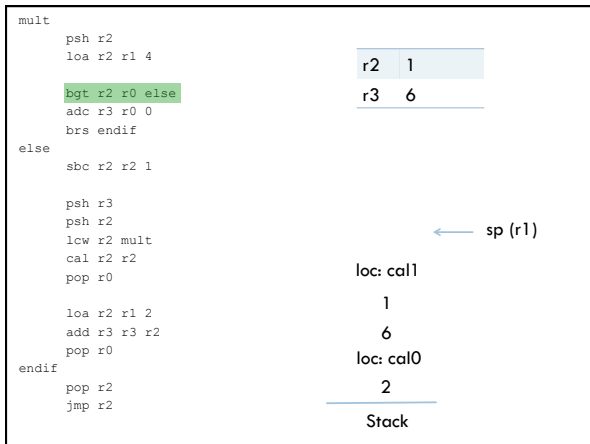 mult
psh r2
loa r2 r1 4
bgt r2 r0 else
adc r3 r0 0
brs endif
else
sbc r2 r2 1
psh r3
psh r2
lcw r2 mult
cal r2 r2
pop r0
loa r2 r1 2
add r3 r3 r2
pop r0
endif
pop r2
jmp r2
r2 1
r3 6
sp (r1)
loc: cal1
1
6
loc: cal0
2
Stack